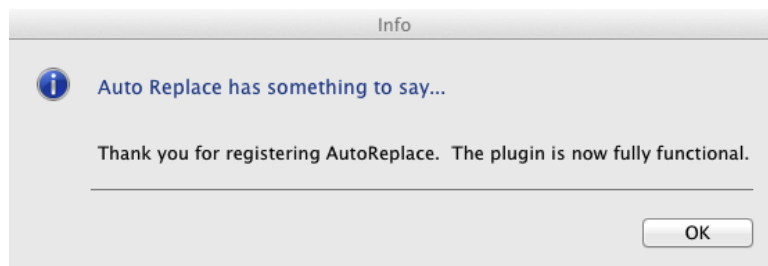 Info
Auto Replace has something to say...
Thank you for registering AutoReplace.  The plugin is now fully functional.
OK